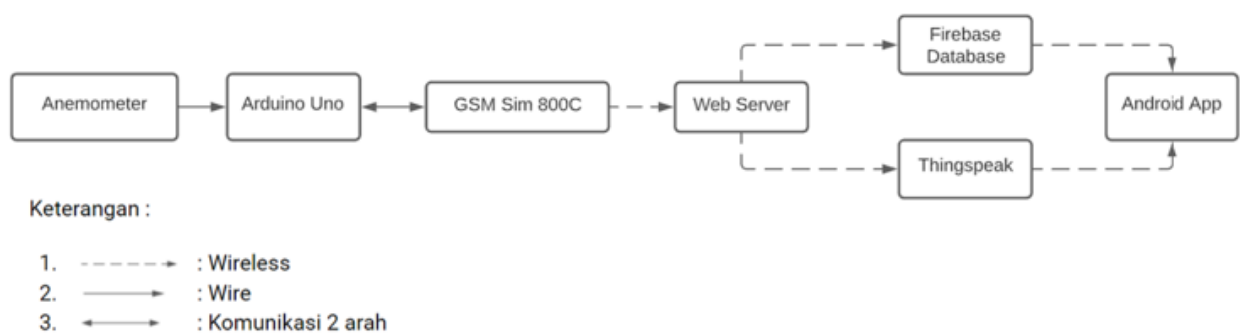 Anemometer
Arduino Uno
GSM Sim 800C
Web Server
Firebase
Database
Thingspeak
Android App
Keterangan :
1. : Wireless
2. : Wire
3. : Komunikasi 2 arah